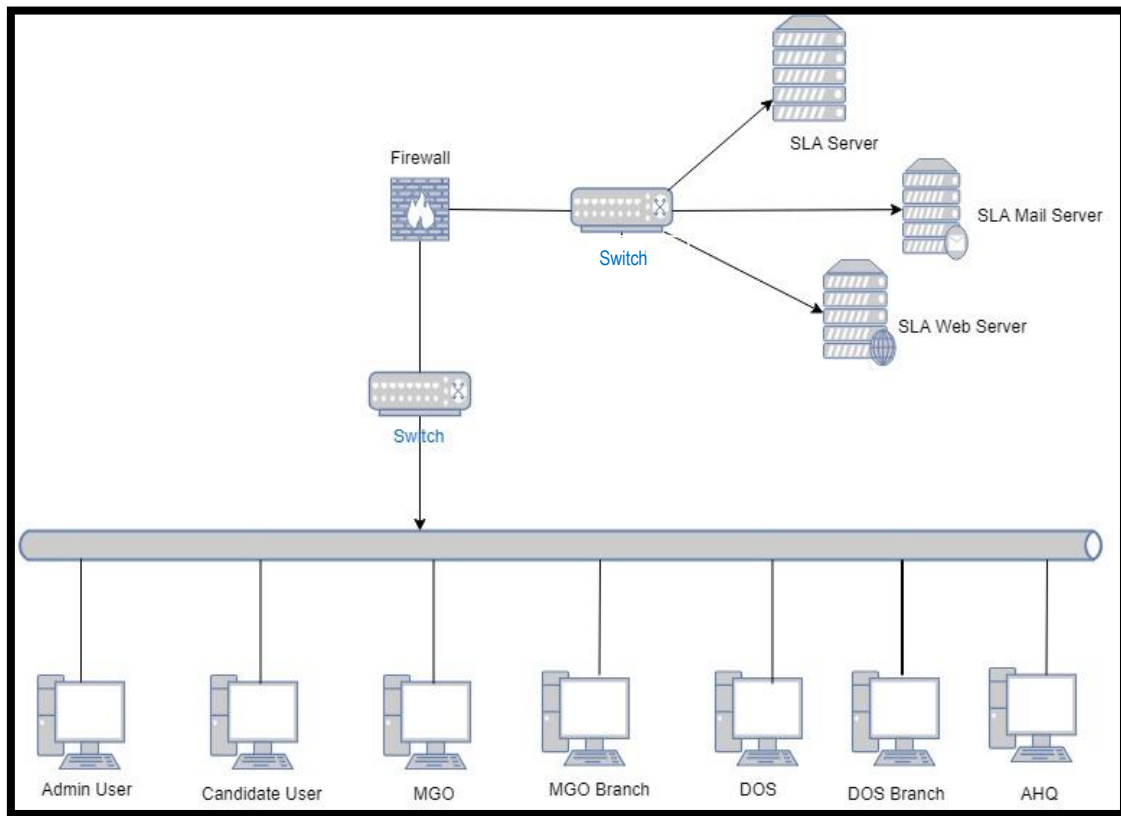 SLA Server
Firewall
SLA Mail Server
Switch
SLA Web Server
Switch
Admin User
Candidate User
MGO
MGO Branch
DOS
DOS Branch
AHQ